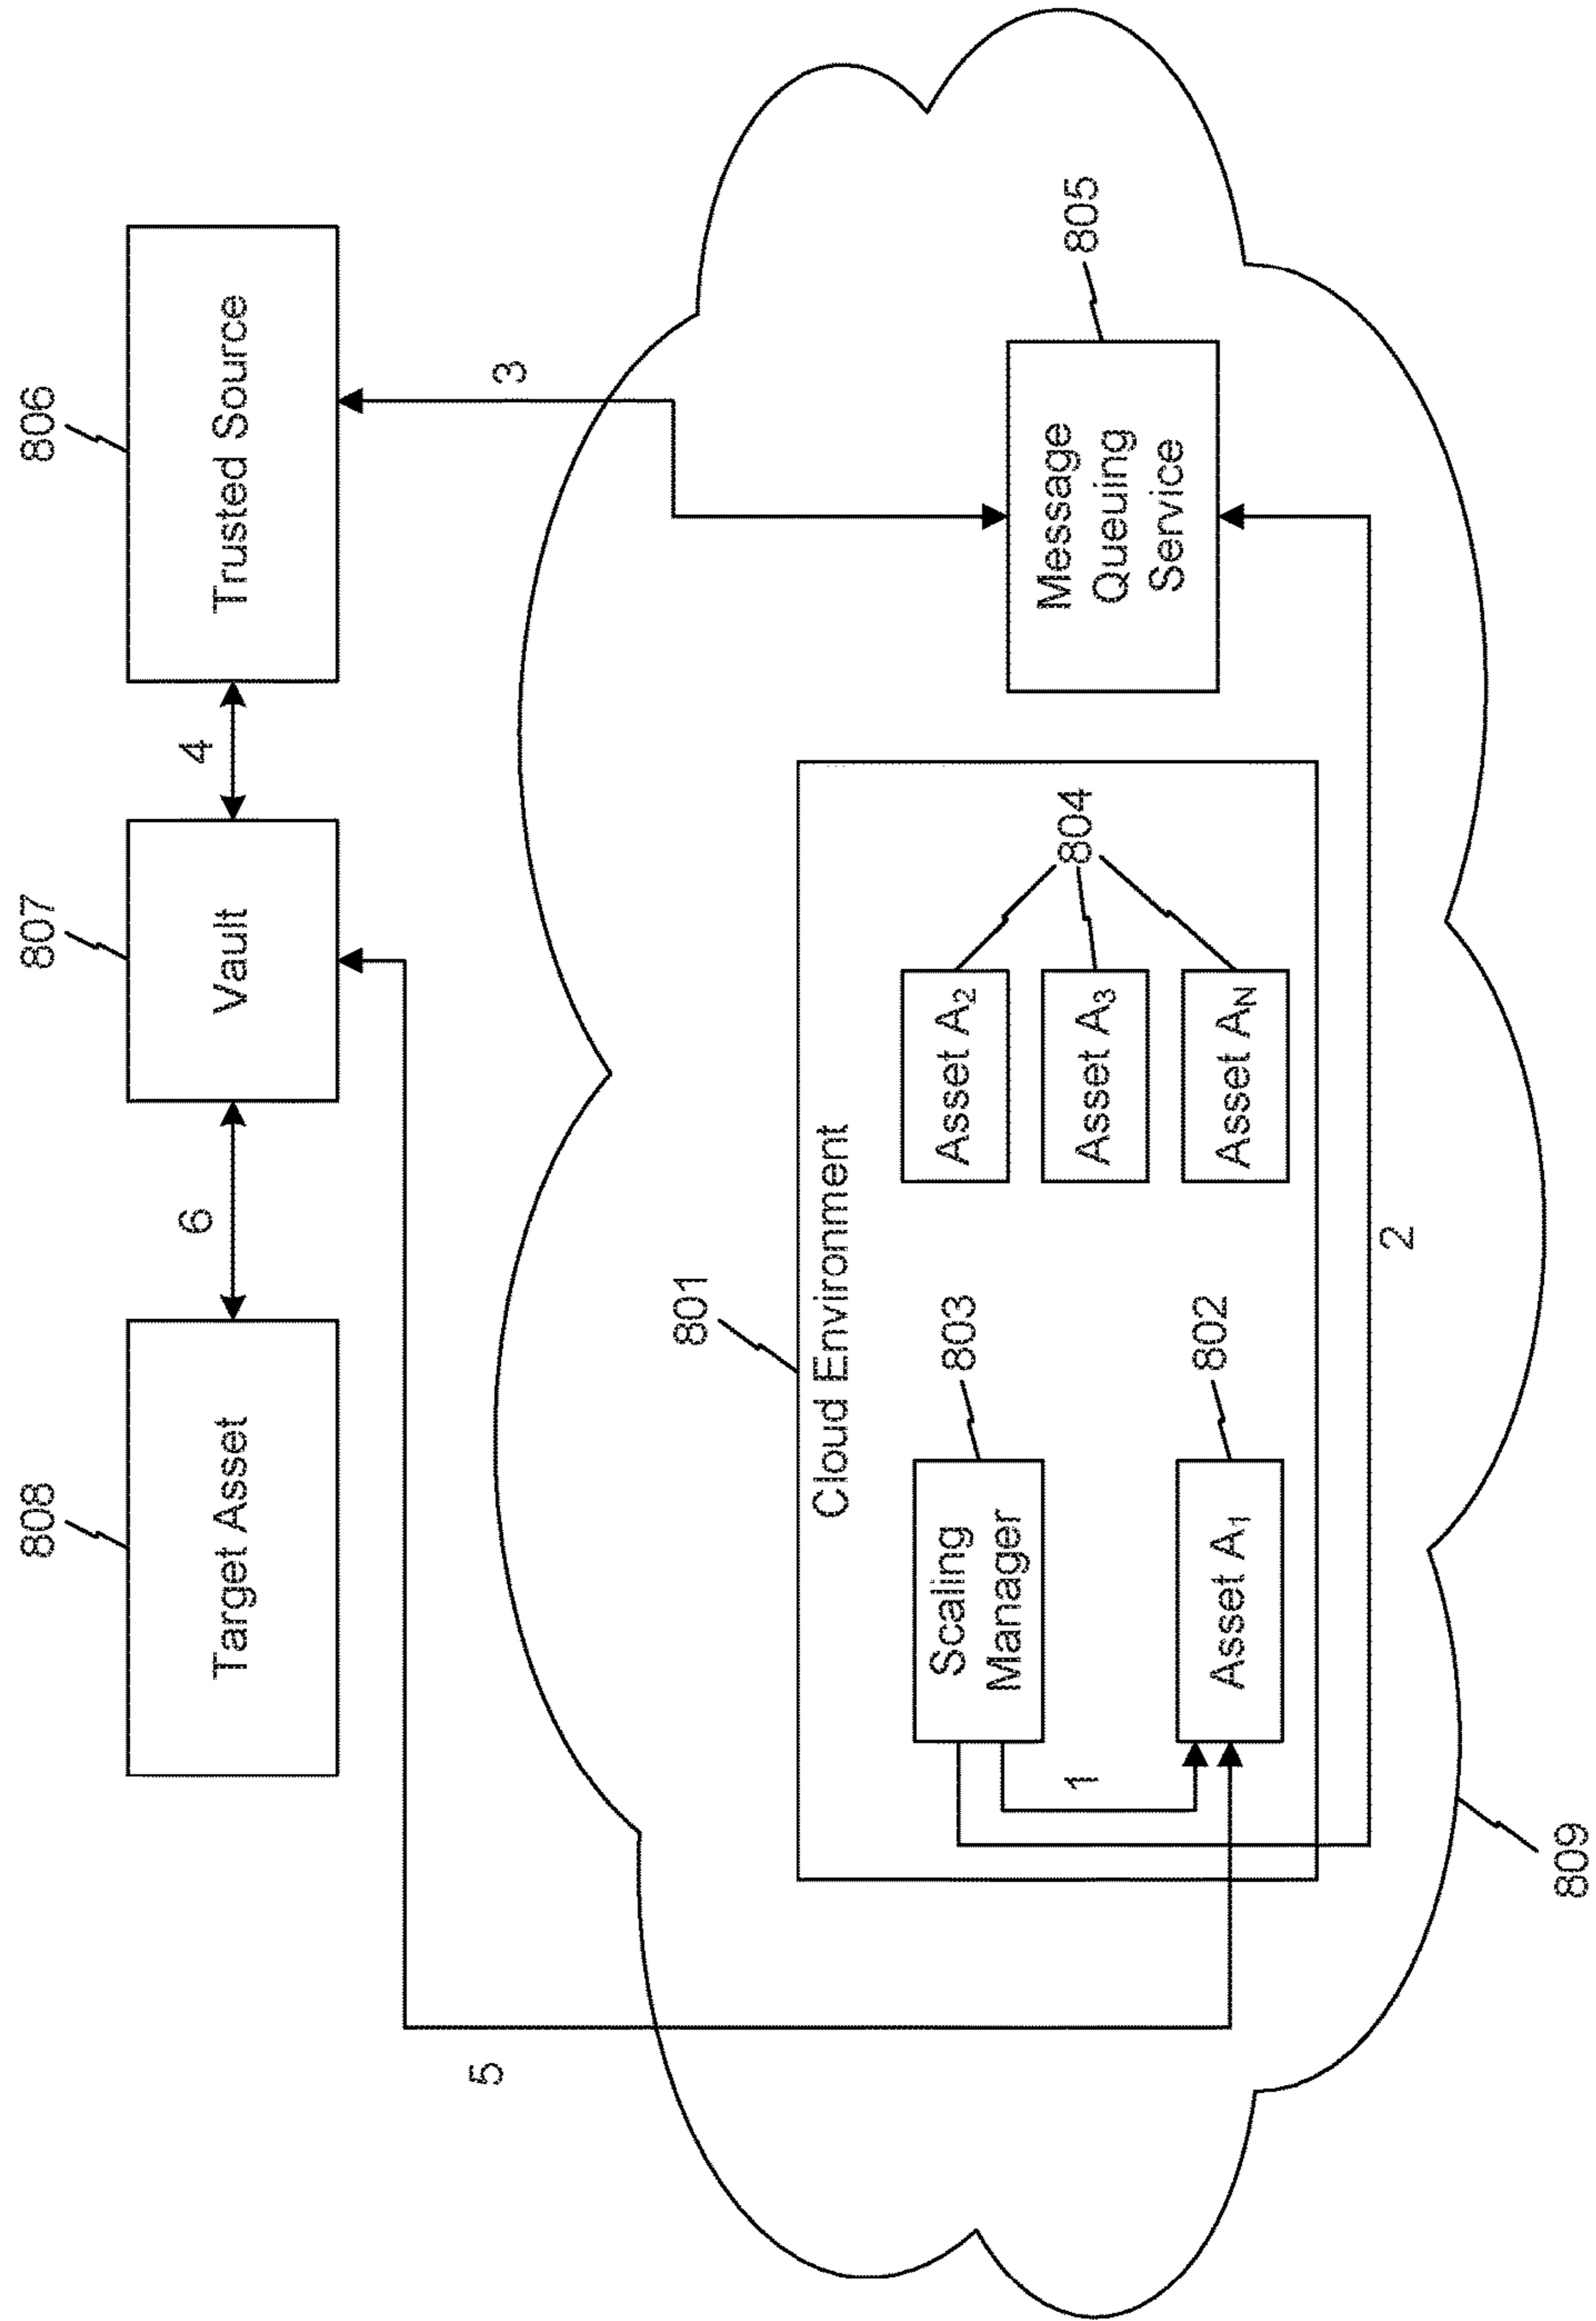 808
807
806
Target Asset
6
Vault
4
Trusted Source
5
3
801
Cloud Environment
Scaling
Manager
803
Asset A₂
804
Asset A₃
1
Asset A₁
802
Asset Aₙ
Message
Queuing
Service
805
2
809